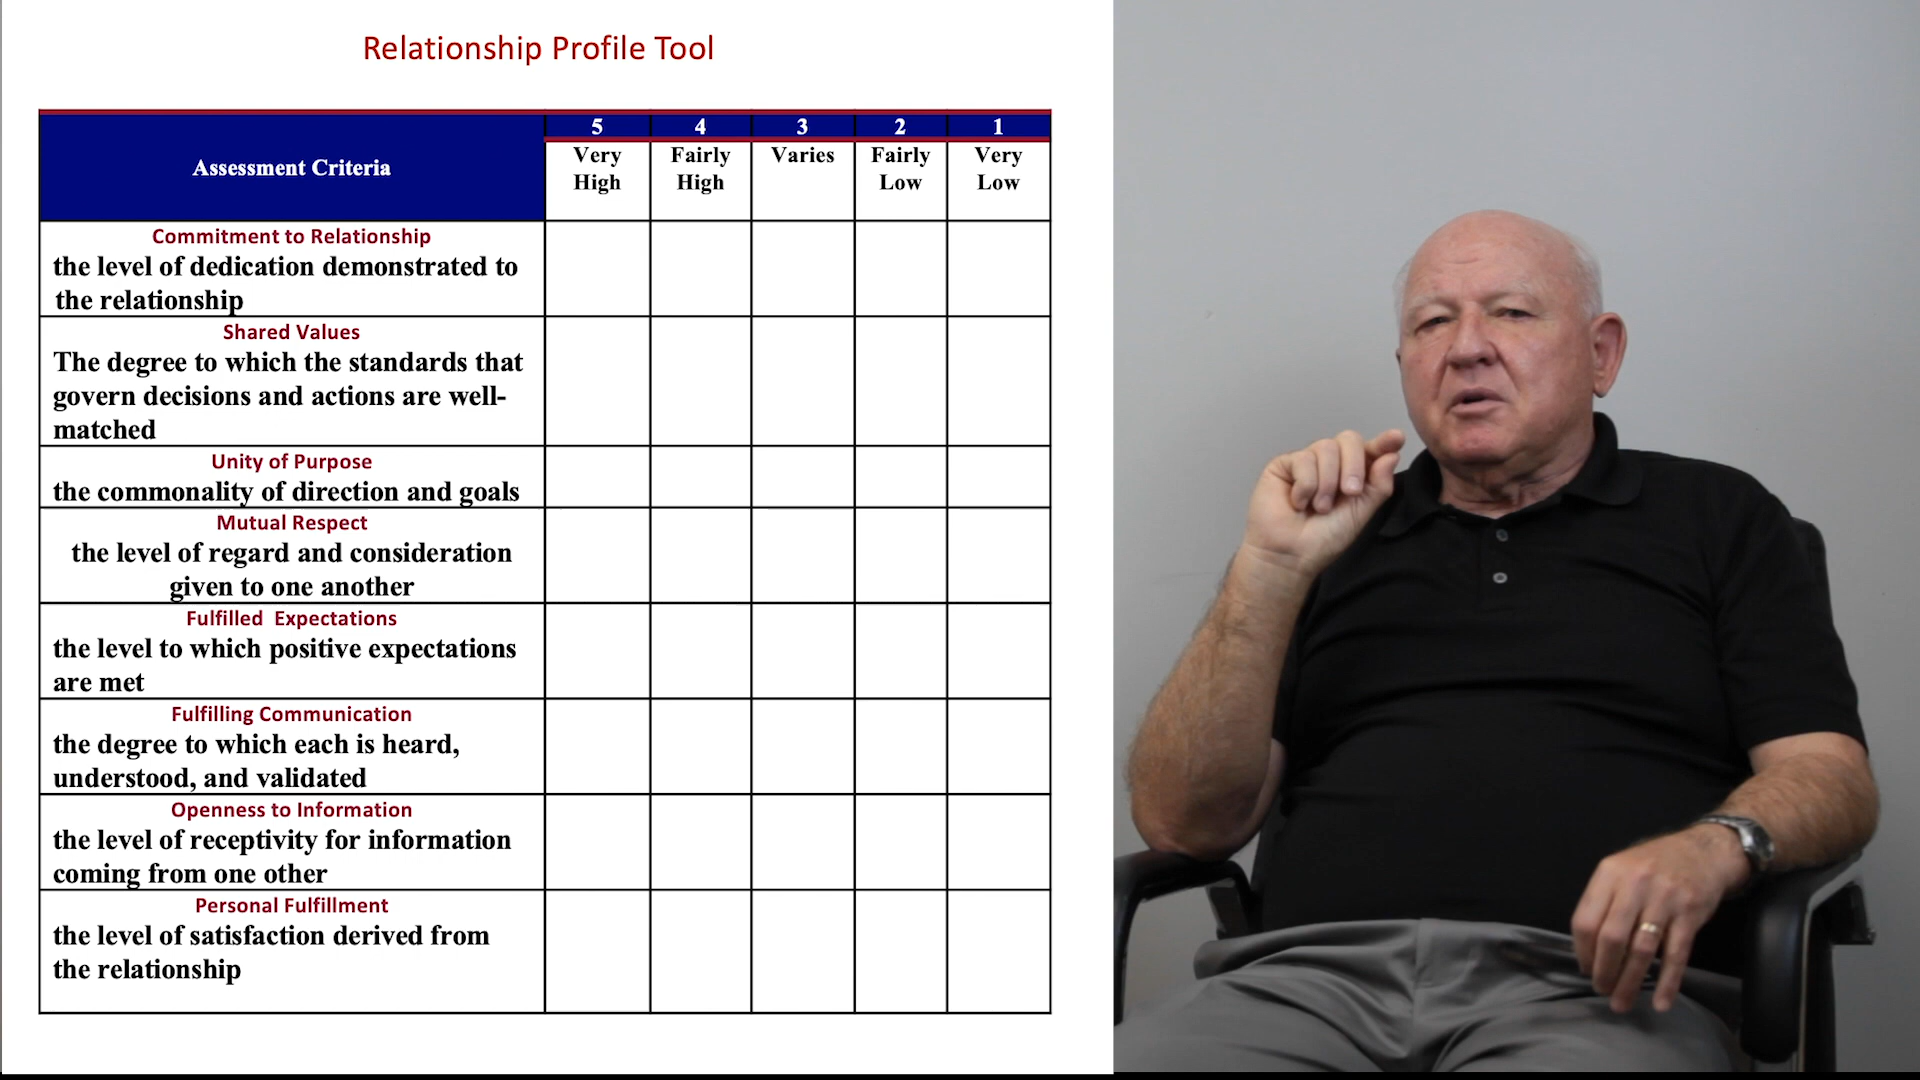 Relationship Profile Tool
Assessment Criteria
5 4 3 2 1
Very High
Fairly High
Varies
Fairly Low
Very Low
Commitment to Relationship
the level of dedication demonstrated to
the relationship
Shared Values
The degree to which the standards that
govern decisions and actions are well-
matched
Unity of Purpose
the commonality of direction and goals
Mutual Respect
the level of regard and consideration
given to one another
Fulfilled Expectations
the level to which positive expectations
are met
Fulfilling Communication
the degree to which each is heard,
understood, and validated
Openness to Information
the level of receptivity for information
coming from one other
Personal Fulfillment
the level of satisfaction derived from
the relationship